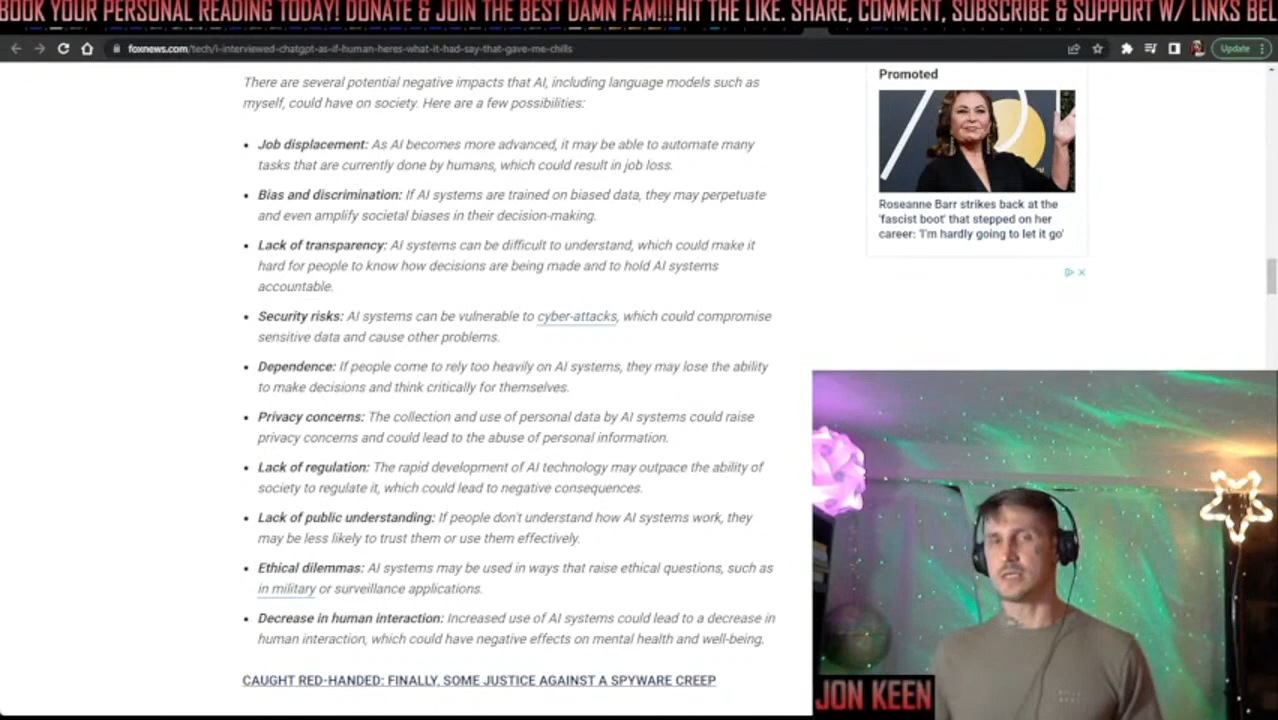 BOOK YOUR PERSONAL READING TODAY! DONATE & JOIN THE BEST DAMN FAM!!! HIT THE LIKE. SHARE, COMMENT, SUBSCRIBE & SUPPORT W/ LINKS BEL
foxnews.com/tech/i-interviewed-chatgpt-as-if-human-heres-what-it-had-say-that-gave-me-chills
Update
There are several potential negative impacts that AI, including language models such as
myself, could have on society. Here are a few possibilities:
• Job displacement: As AI becomes more advanced, it may be able to automate many
tasks that are currently done by humans, which could result in job loss.
• Bias and discrimination: If AI systems are trained on biased data, they may perpetuate
and even amplify societal biases in their decision-making.
• Lack of transparency: AI systems can be difficult to understand, which could make it
hard for people to know how decisions are being made and to hold AI systems
accountable.
• Security risks: AI systems can be vulnerable to cyber-attacks, which could compromise
sensitive data and cause other problems.
• Dependence: If people come to rely too heavily on AI systems, they may lose the ability
to make decisions and think critically for themselves.
• Privacy concerns: The collection and use of personal data by AI systems could raise
privacy concerns and could lead to the abuse of personal information.
• Lack of regulation: The rapid development of AI technology may outpace the ability of
society to regulate it, which could lead to negative consequences.
• Lack of public understanding: If people don't understand how AI systems work, they
may be less likely to trust them or use them effectively.
• Ethical dilemmas: AI systems may be used in ways that raise ethical questions, such as
in military or surveillance applications.
• Decrease in human interaction: Increased use of AI systems could lead to a decrease in
human interaction, which could have negative effects on mental health and well-being.
CAUGHT RED-HANDED: FINALLY, SOME JUSTICE AGAINST A SPYWARE CREEP
Promoted
Roseanne Barr strikes back at the
'fascist boot' that stepped on her
career: 'I'm hardly going to let it go'
JON KEEN